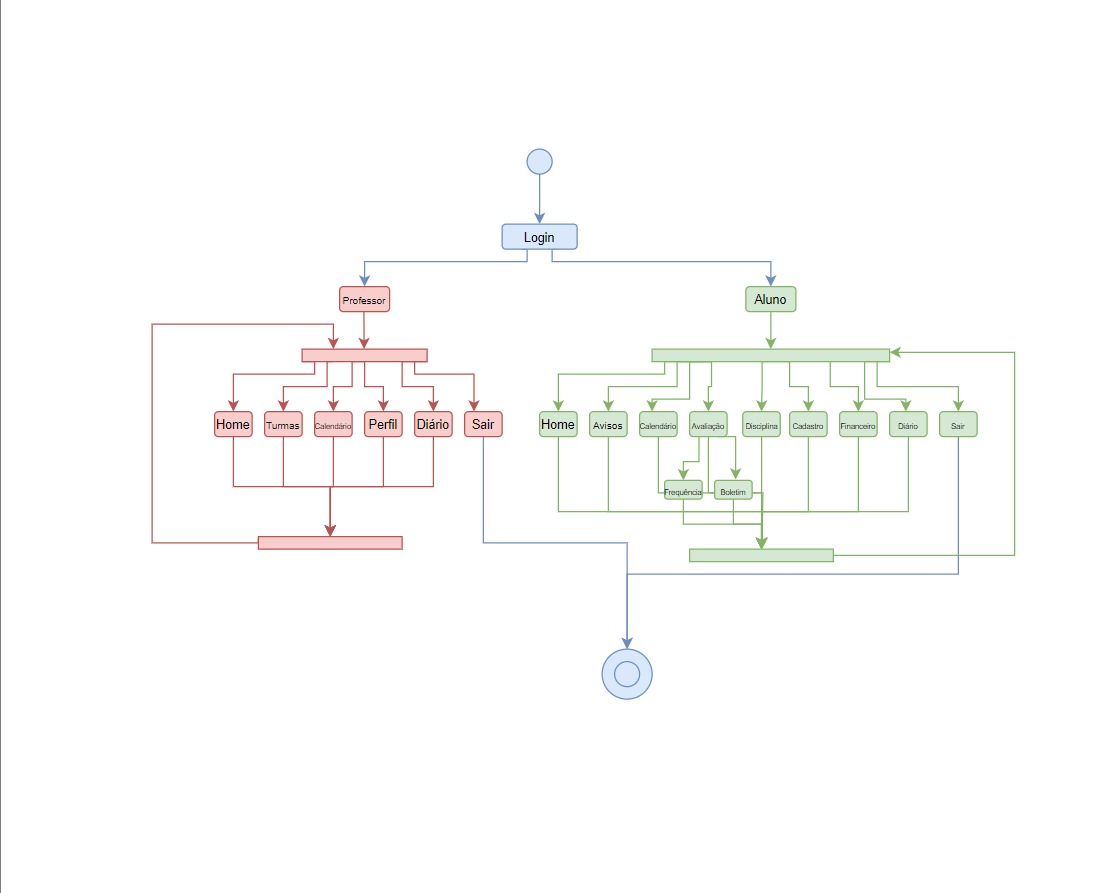 Login
Professor
Aluno
Home
Turmas
Calendário
Perfil
Diário
Sair
Home
Avisos
Calendário
Avaliação
Disciplina
Cadastro
Financeiro
Diário
Sair
Frequência
Boletim